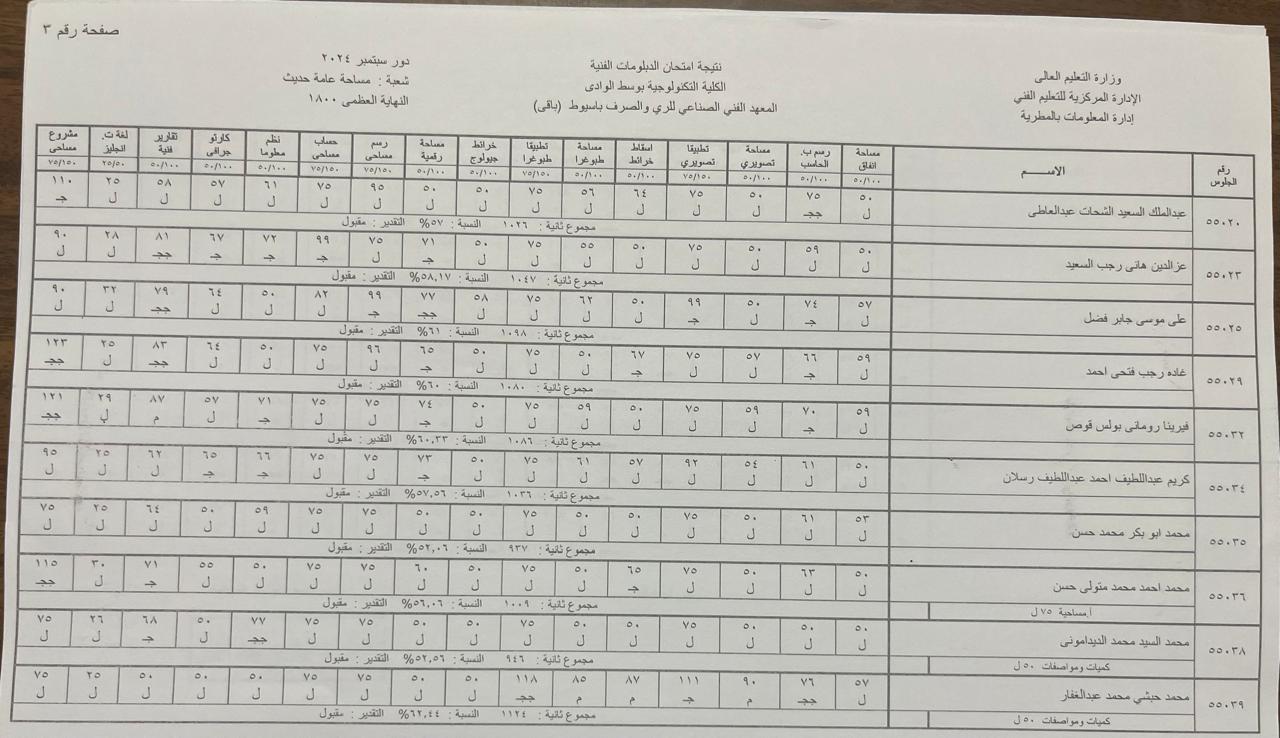 صفحة رقم ٣
وزارة التعليم العالى
الإدارة المركزية للتعليم الفني
إدارة المعلومات بالمطرية
نتيجة امتحان الدبلومات الفنية
الكلية التكنولوجية بوسط الوادى
المعهد الفني الصناعي للري والصرف باسيوط (باقى)
دور سبتمبر ٢٠٢٤
شعبة : مساحة عامة حديث
النهاية العظمى ١٨٠٠
رقم الجلوس الاســـم مساحة انفاق رسم ب. الحاسب مساحة تصويري تطبيقا تصويري اسقاط خرائط مساحة طبوغرا تطبيقا طبوغرا خرائط جيولوج مساحة رقمية رسم مساحى حساب مساحى نظم معلوما كارتو جرافى تقارير فنية لغة ت. انجليز مشروع مساحى
٥٠/١٠٠ ٥٠/١٠٠ ٥٠/١٠٠ ٧٥/١٥٠ ٥٠/١٠٠ ٥٠/١٠٠ ٧٥/١٥٠ ٥٠/١٠٠ ٥٠/١٠٠ ٧٥/١٥٠ ٧٥/١٥٠ ٥٠/١٠٠ ٥٠/١٠٠ ٥٠/١٠٠ ٢٥/٥٠ ٧٥/١٥٠
٥٥٠٢٠ عبدالملك السعيد الشحات عبدالعاطى ٥٠ ٧٥ ٥٠ ٧٥ ٦٤ ٥٦ ٧٥ ٥٠ ٥٠ ٩٥ ٧٥ ٦١ ٥٧ ٥٨ ٢٥ ١١٠
ل جج ل ل ل ل ل ل ل ل ل ل ل ل ل جـ
مجموع ثانية : ١٠٢٦ النسبة : ٥٧% التقدير : مقبول
٥٥٠٢٣ عزالدين هانى رجب السعيد ٥٠ ٥٩ ٥٠ ٧٥ ٥٠ ٥٥ ٧٥ ٥٠ ٧١ ٧٥ ٩٩ ٧٢ ٦٧ ٨١ ٢٨ ٩٠
ل ل ل ل ل ل ل ل جـ ل جـ جـ جـ جج ل ل
مجموع ثانية : ١٠٤٧ النسبة : ٥٨,١٧% التقدير : مقبول
٥٥٠٢٥ على موسى جابر فضل ٥٧ ٧٤ ٥٠ ٩٩ ٥٠ ٦٢ ٧٥ ٥٨ ٧٧ ٩٩ ٨٢ ٥٠ ٦٤ ٧٩ ٣٢ ٩٠
ل جـ ل جـ ل ل ل ل جج جـ ل ل ل جج ل ل
مجموع ثانية : ١٠٩٨ النسبة : ٦١% التقدير : مقبول
٥٥٠٢٩ غاده رجب فتحى احمد ٥٩ ٦٦ ٥٧ ٧٥ ٦٧ ٥٠ ٧٥ ٥٠ ٦٥ ٩٦ ٧٥ ٥٠ ٦٤ ٨٣ ٢٥ ١٢٣
ل جـ ل ل جـ ل ل ل جـ ل ل ل ل جج ل جج
مجموع ثانية : ١٠٨٠ النسبة : ٦٠% التقدير : مقبول
٥٥٠٣٢ فيرينا رومانى بولس قوص ٥٩ ٧٠ ٥٩ ٧٥ ٥٠ ٥٩ ٧٥ ٥٠ ٧٤ ٧٥ ٧٥ ٧١ ٥٧ ٨٧ ٢٩ ١٢١
ل جـ ل ل ل ل ل ل جـ ل ل جـ ل م ل جج
مجموع ثانية : ١٠٨٦ النسبة : ٦٠,٣٣% التقدير : مقبول
٥٥٠٣٤ كريم عبداللطيف احمد عبداللطيف رسلان ٥٠ ٦١ ٥٤ ٩٢ ٥٧ ٦١ ٧٥ ٥٠ ٧٣ ٧٥ ٧٥ ٦٦ ٦٥ ٦٢ ٢٥ ٩٥
ل ل ل ل ل ل ل ل جـ ل ل جـ جـ ل ل ل
مجموع ثانية : ١٠٣٦ النسبة : ٥٧,٥٦% التقدير : مقبول
٥٥٠٣٥ محمد ابو بكر محمد حسن ٥٣ ٦١ ٥٠ ٧٥ ٥٠ ٥٠ ٧٥ ٥٠ ٥٠ ٧٥ ٧٥ ٥٩ ٥٠ ٦٤ ٢٥ ٧٥
ل ل ل ل ل ل ل ل ل ل ل ل ل ل ل ل
مجموع ثانية : ٩٣٧ النسبة : ٥٢,٠٦% التقدير : مقبول
٥٥٠٣٦ محمد احمد محمد متولى حسن ٥٠ ٦٣ ٥٠ ٧٥ ٦٥ ٥٠ ٧٥ ٥٠ ٦٠ ٧٥ ٧٥ ٥٠ ٥٥ ٧١ ٣٠ ١١٥
ل ل ل ل جـ ل ل ل ل ل ل ل ل جـ ل جج
أ.مساحية ٧٥ ل مجموع ثانية : ١٠٠٩ النسبة : ٥٦,٠٦% التقدير : مقبول
٥٥٠٣٨ محمد السيد محمد الديدامونى ٥٠ ٥٠ ٥٠ ٧٥ ٥٠ ٥٠ ٧٥ ٥٠ ٥٠ ٧٥ ٧٥ ٧٧ ٥٠ ٦٨ ٢٦ ٧٥
ل ل ل ل ل ل ل ل ل ل ل جج ل جـ ل ل
كميات ومواصفات ٥٠ ل مجموع ثانية : ٩٤٦ النسبة : ٥٢,٥٦% التقدير : مقبول
٥٥٠٣٩ محمد حبشي محمد عبدالغفار ٥٧ ٧٦ ٩٠ ١١١ ٨٧ ٨٥ ١١٨ ٥٠ ٥٠ ٧٥ ٧٥ ٥٠ ٥٠ ٥٠ ٢٥ ٧٥
ل جج م جـ م م جج ل ل ل ل ل ل ل ل ل
كميات ومواصفات ٥٠ ل مجموع ثانية : ١١٢٤ النسبة : ٦٢,٤٤% التقدير : مقبول